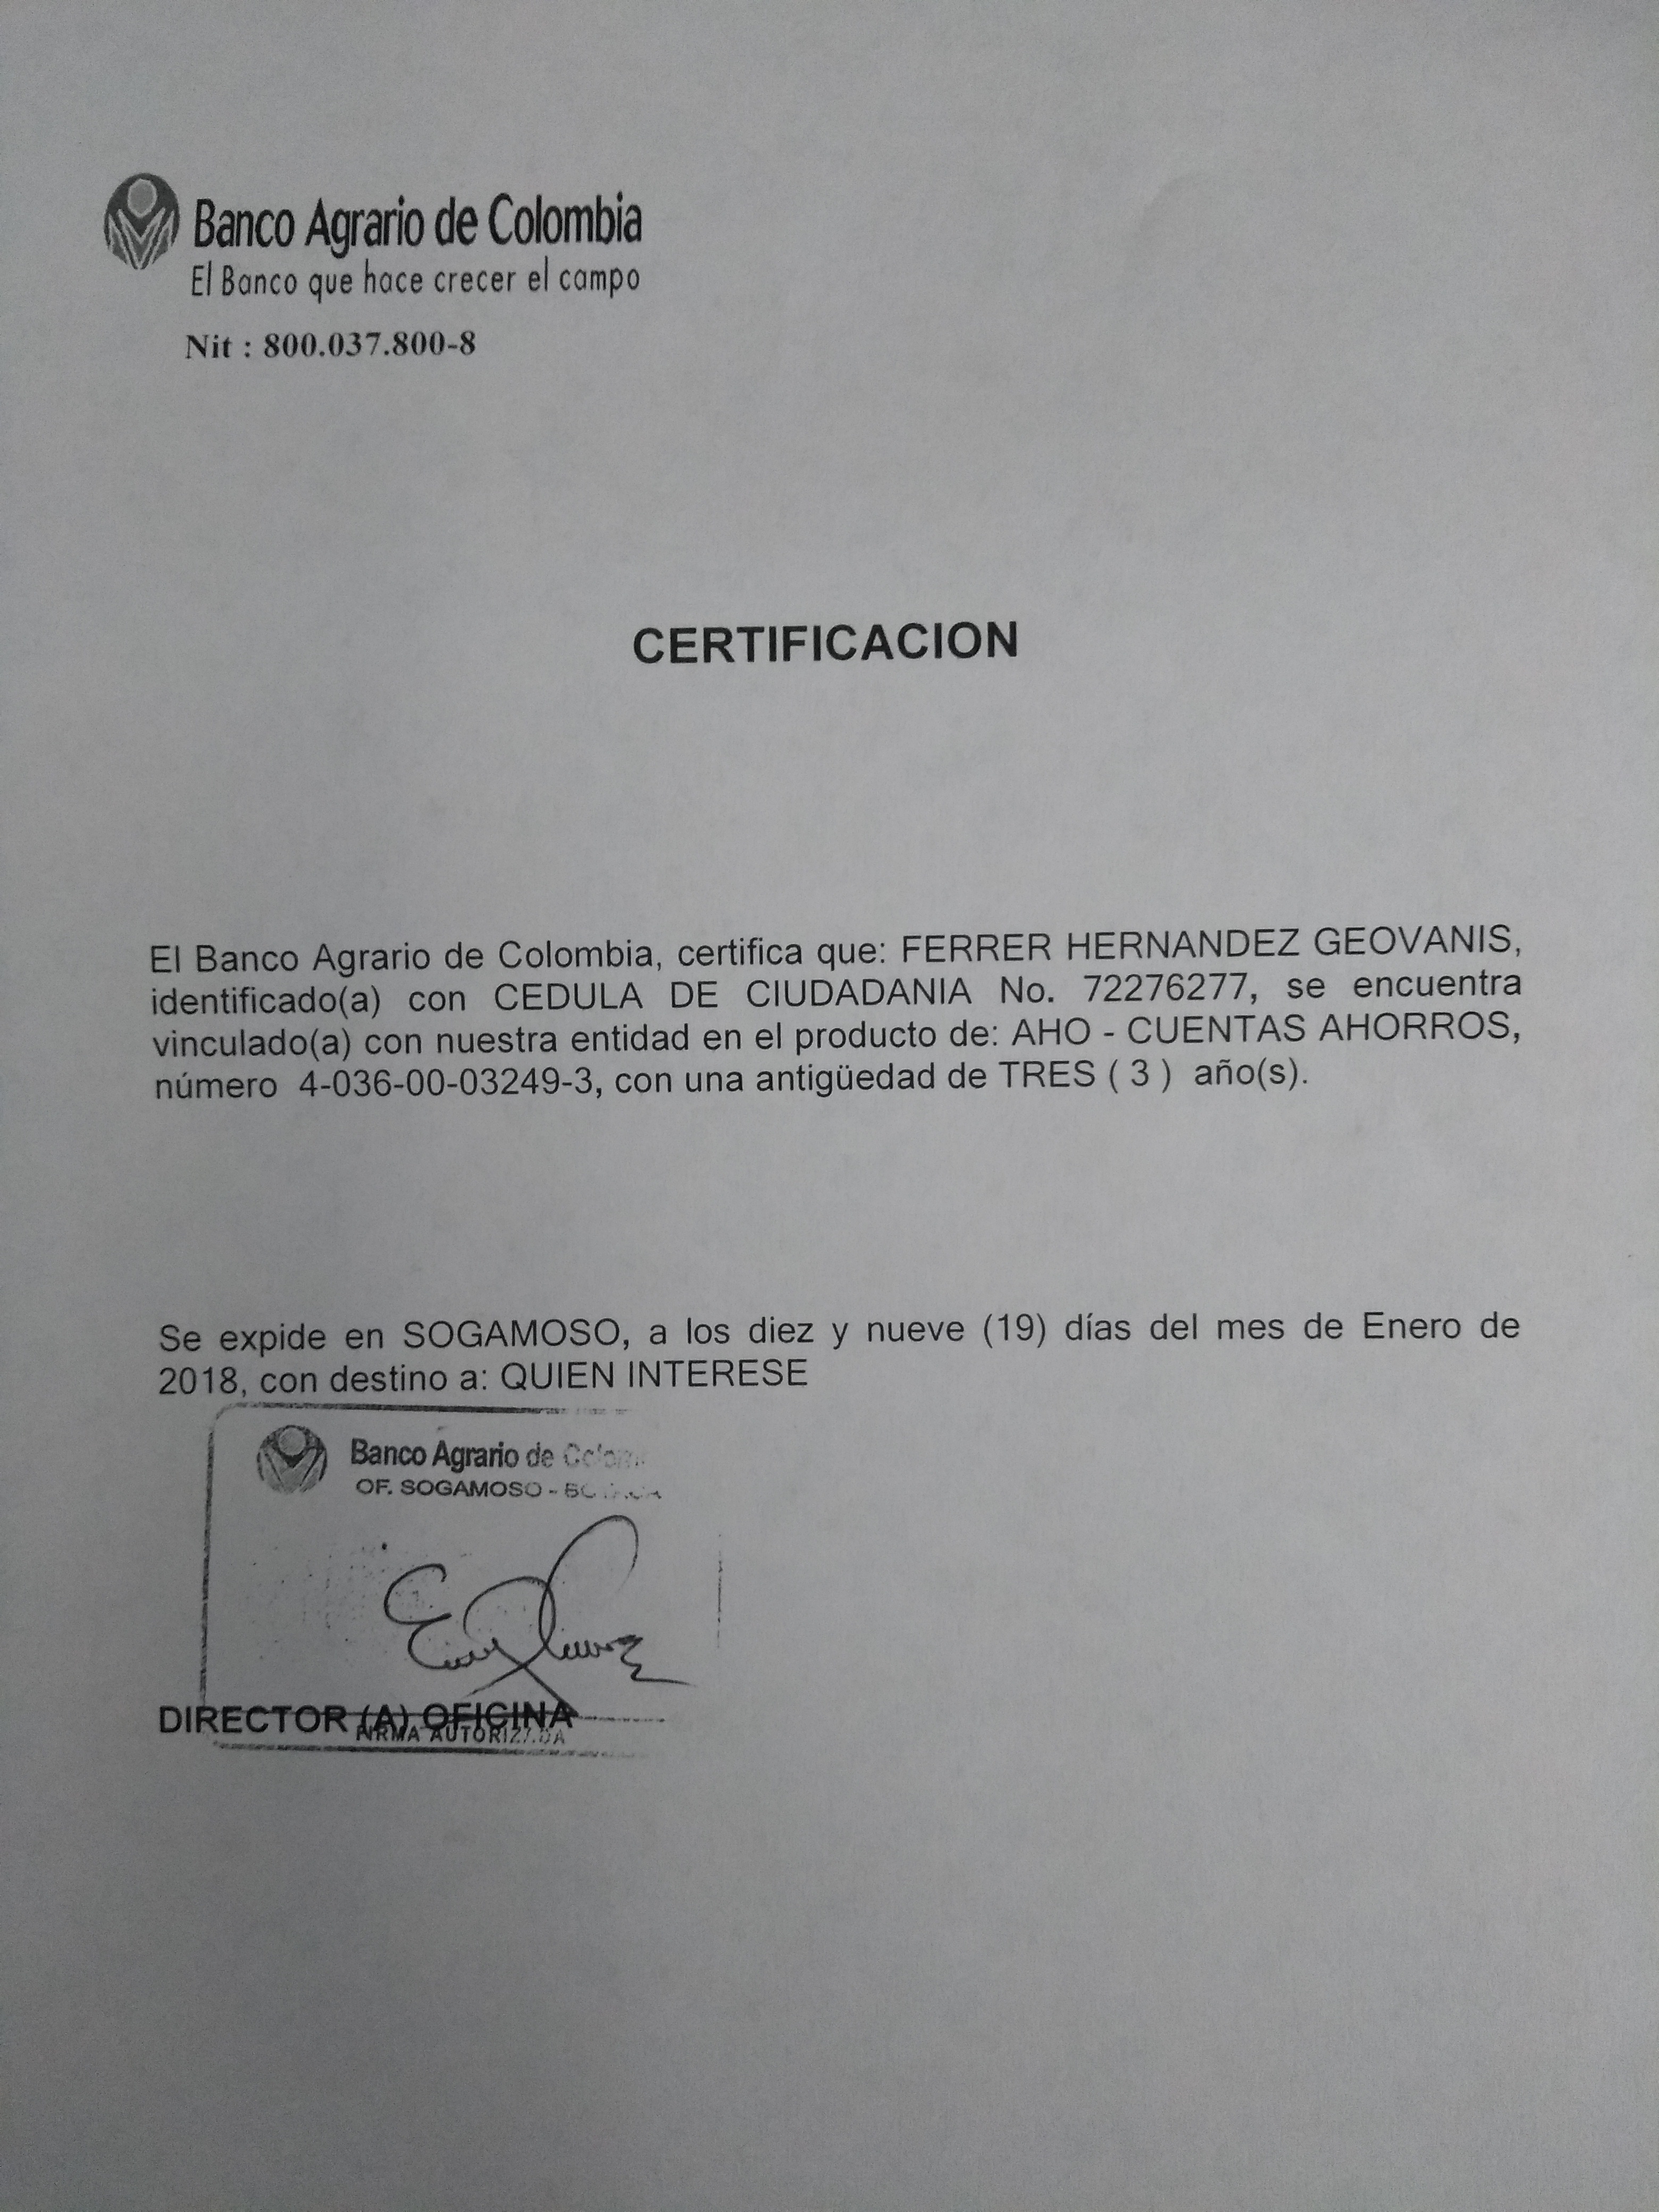 Banco Agrario de Colombia
El Banco que hace crecer el campo
Nit : 800.037.800-8
CERTIFICACION
El Banco Agrario de Colombia, certifica que: FERRER HERNANDEZ GEOVANIS,
identificado(a) con CEDULA DE CIUDADANIA No. 72276277, se encuentra
vinculado(a) con nuestra entidad en el producto de: AHO - CUENTAS AHORROS,
número 4-036-00-03249-3, con una antigüedad de TRES ( 3 ) año(s).
Se expide en SOGAMOSO, a los diez y nueve (19) días del mes de Enero de
2018, con destino a: QUIEN INTERESE
Banco Agrario de Colom
OF. SOGAMOSO -
DIRECTOR (A) OFICINA
FIRMA AUTORIZADA